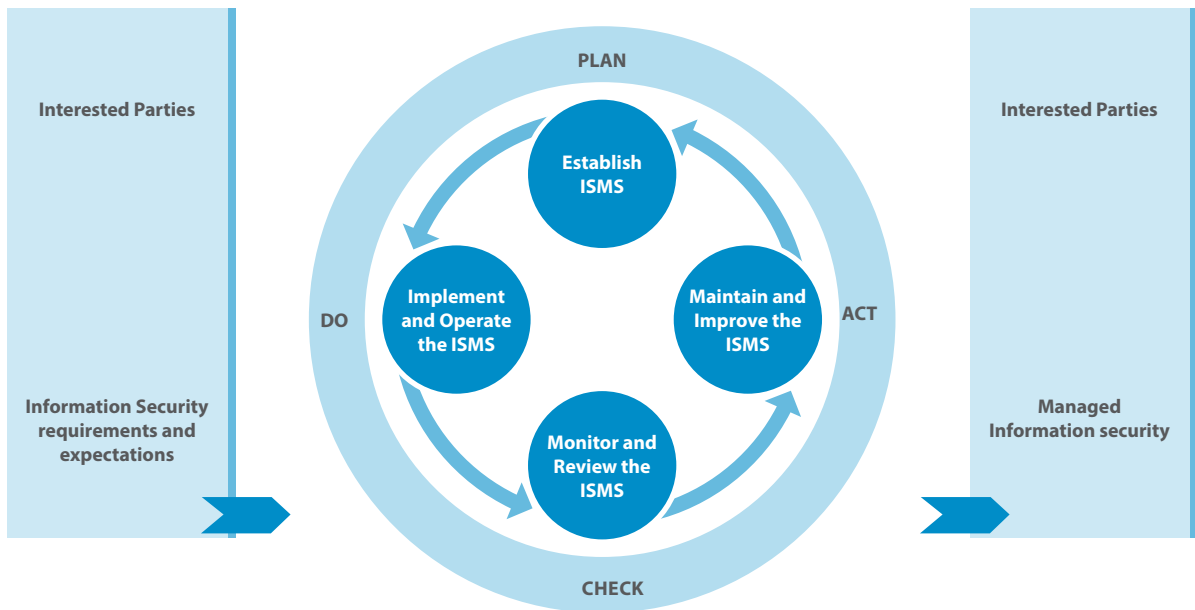 Interested Parties
Information Security
requirements and
expectations
PLAN
Establish
ISMS
DO
Implement
and Operate
the ISMS
Maintain and
Improve the
ISMS
ACT
Monitor and
Review the
ISMS
CHECK
Interested Parties
Managed
Information security